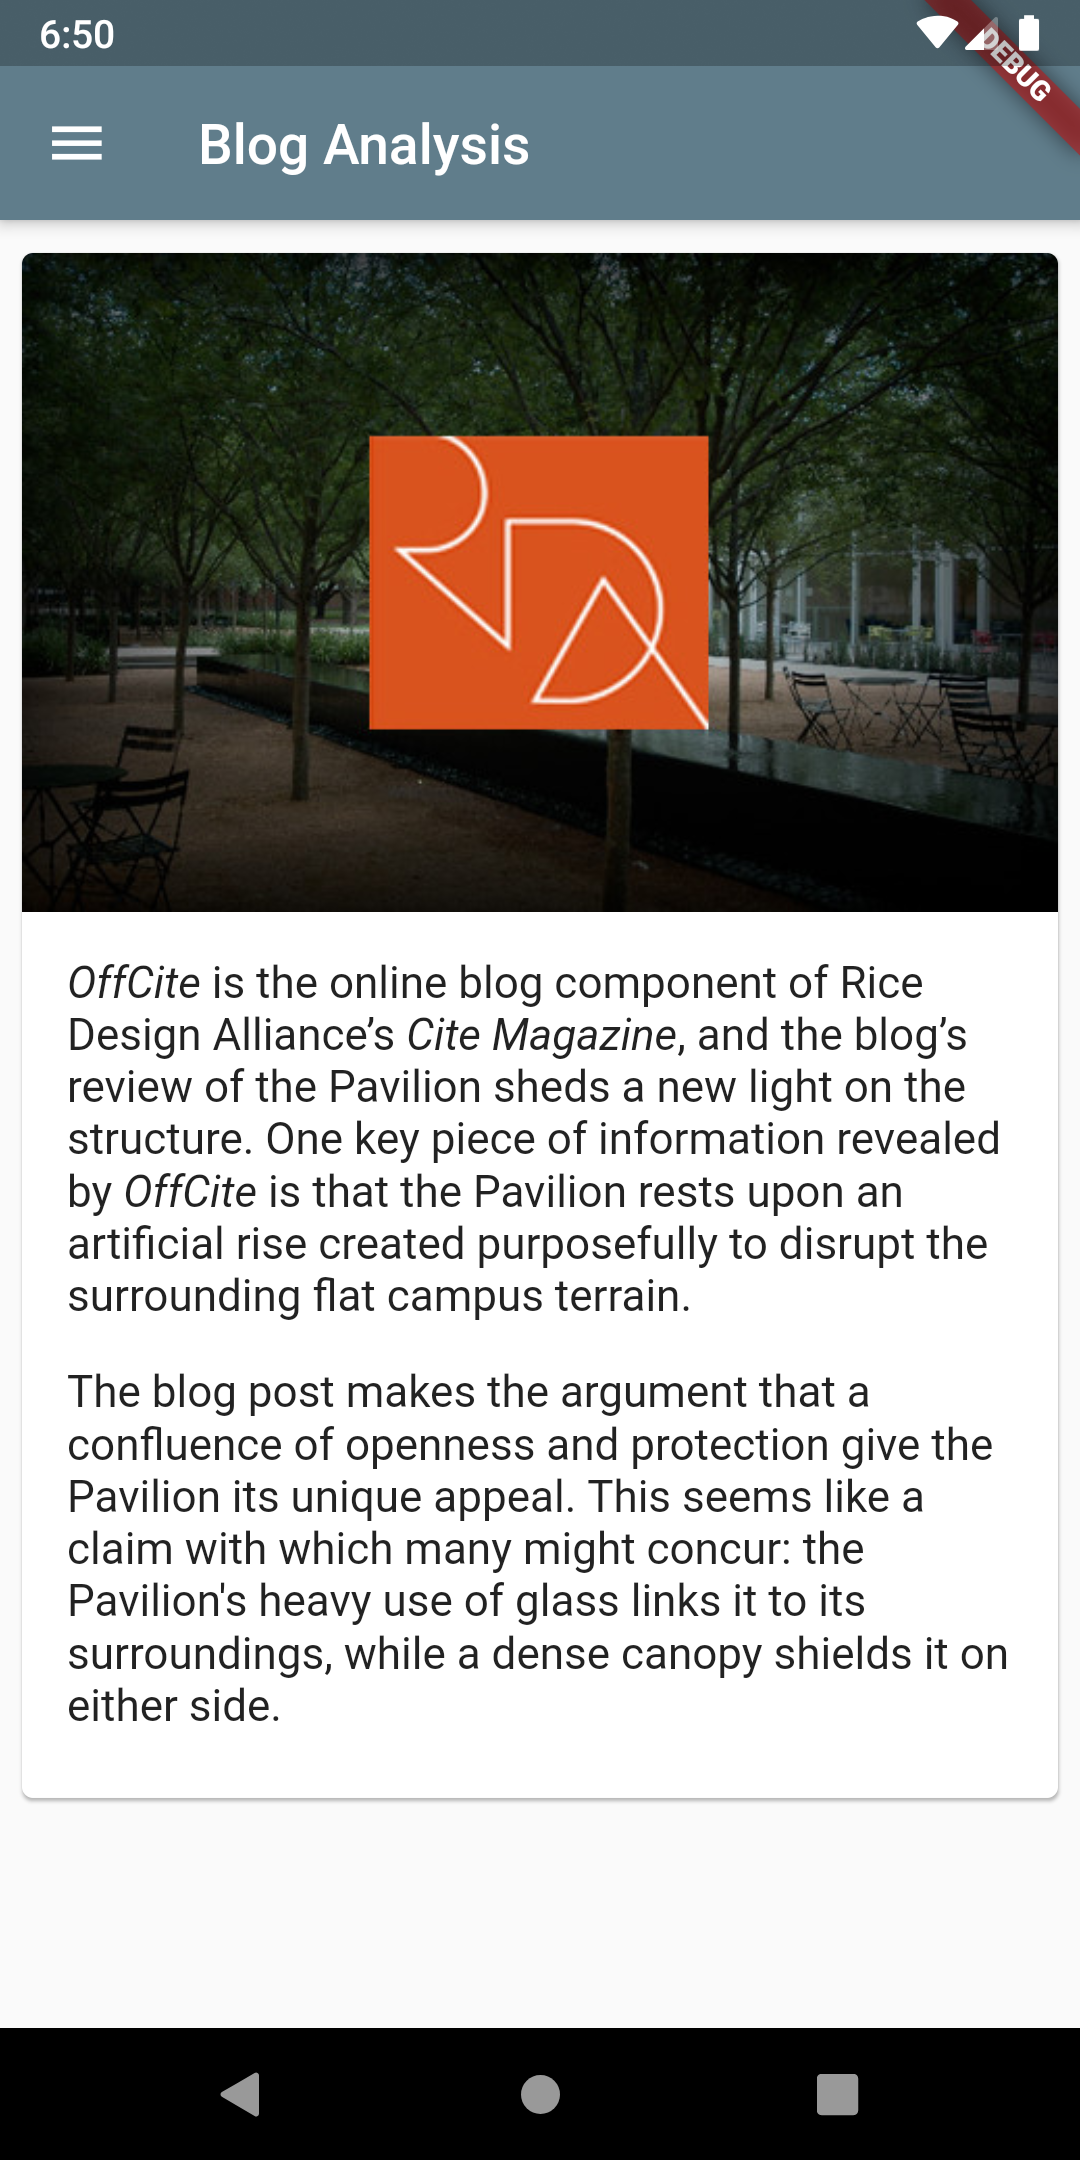 6:50
DEBUG
Blog Analysis
RDA
OffCite is the online blog component of Rice
Design Alliance’s Cite Magazine, and the blog’s
review of the Pavilion sheds a new light on the
structure. One key piece of information revealed
by OffCite is that the Pavilion rests upon an
artificial rise created purposefully to disrupt the
surrounding flat campus terrain.
The blog post makes the argument that a
confluence of openness and protection give the
Pavilion its unique appeal. This seems like a
claim with which many might concur: the
Pavilion's heavy use of glass links it to its
surroundings, while a dense canopy shields it on
either side.